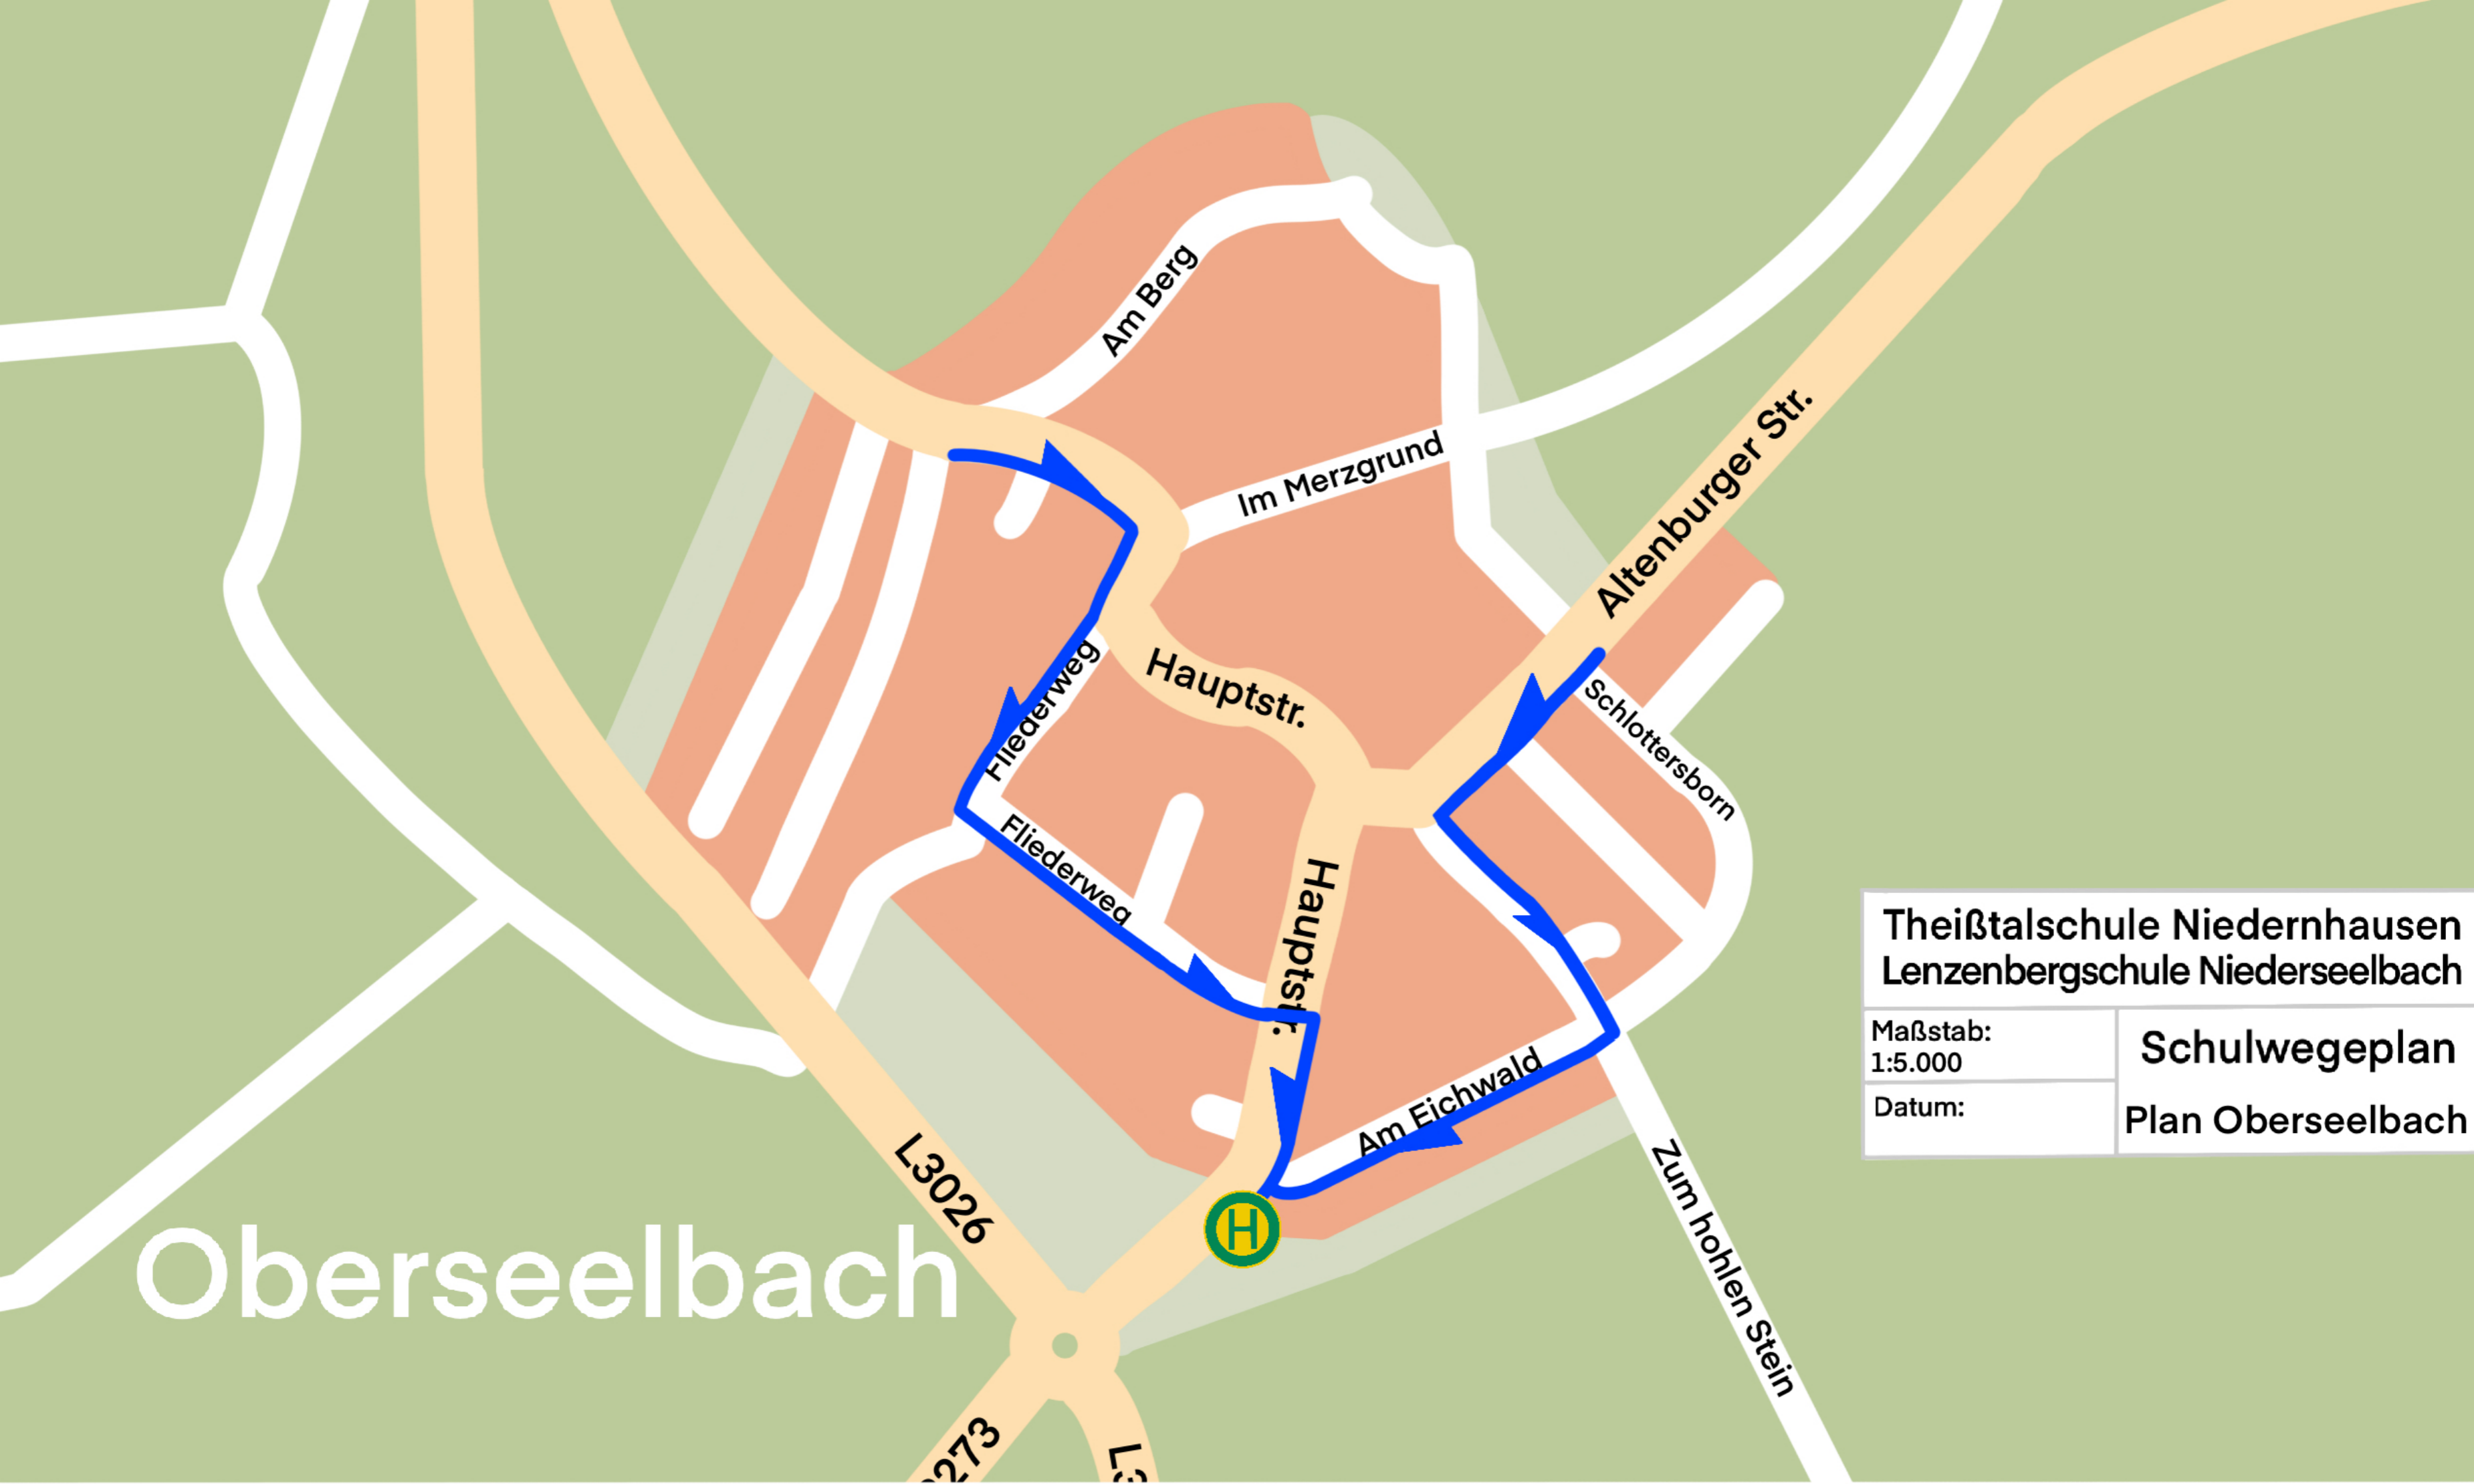 Am Berg
Im Merzgrund
Altenburger Str.
Hauptstr.
Fliederweg
Schlottersborn
Fliederweg
Hauptstr.
Am Eichwald
Zum hohlen Stein
L3026
H
Oberseelbach
Theißtalschule Niedernhausen
Lenzenbergschule Niederseelbach
Maßstab:
1:5.000
Schulwegeplan
Datum:
Plan Oberseelbach